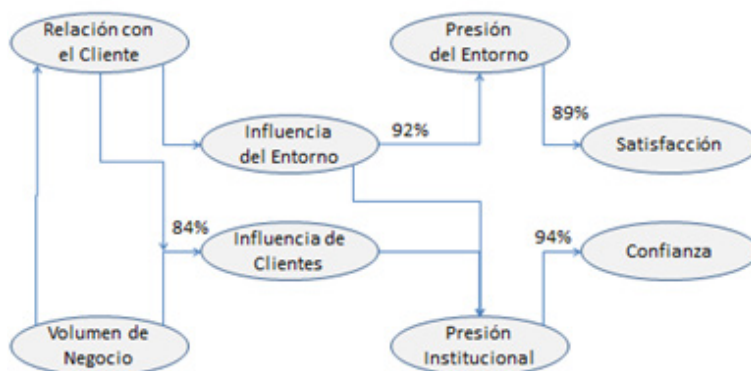 Relación con
el Cliente
Presión
del Entorno
Influencia
del Entorno
92%
89%
Satisfacción
84%
Influencia de
Clientes
94%
Confianza
Volumen de
Negocio
Presión
Institucional